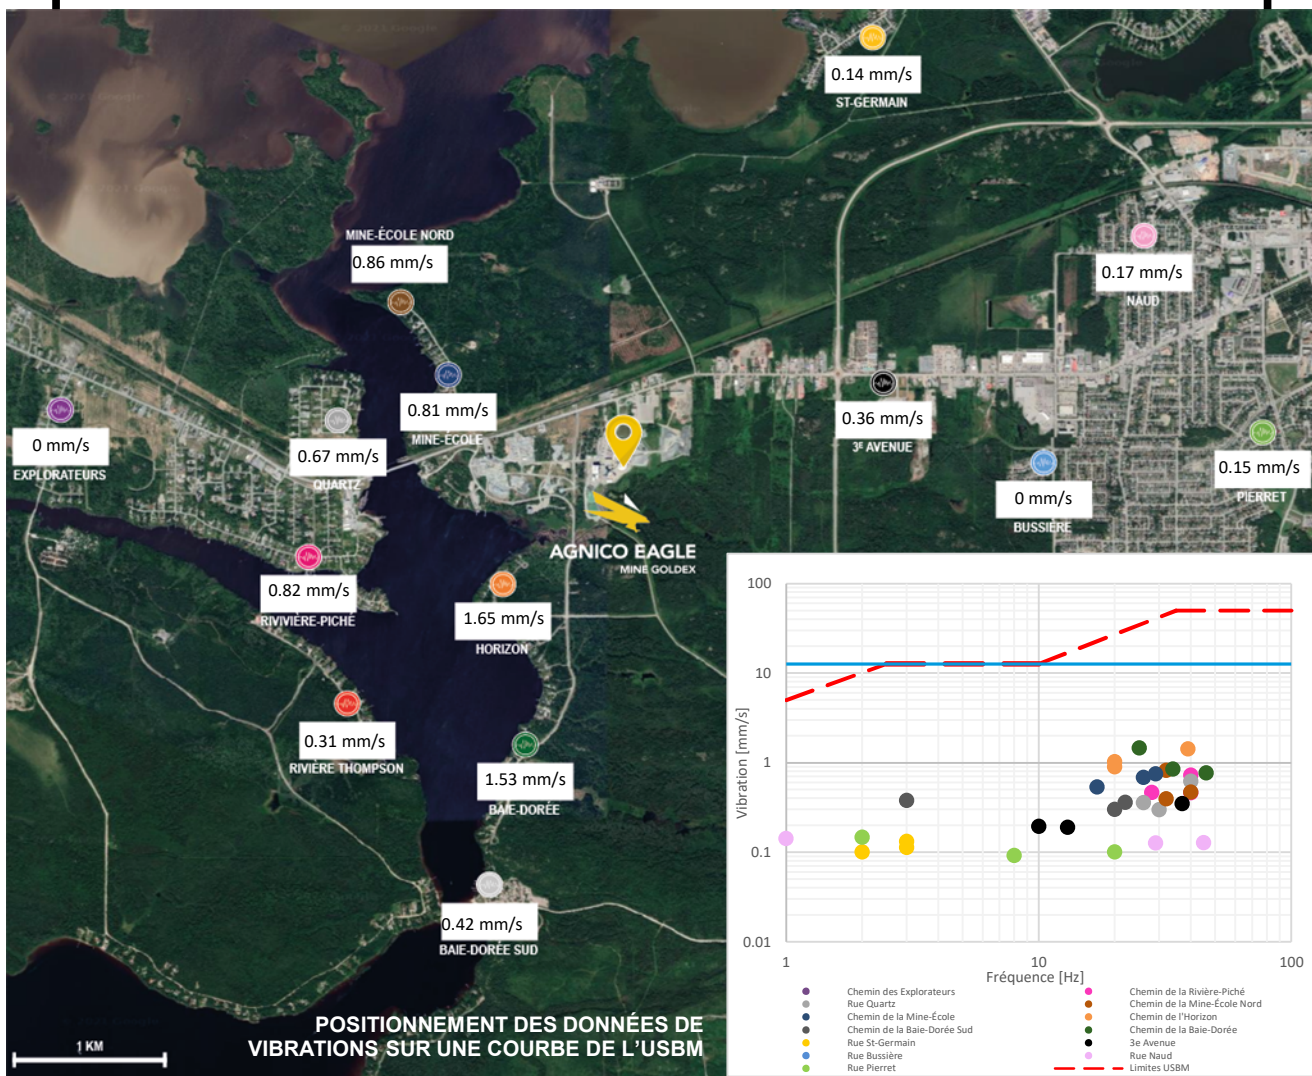 0.14 mm/s
ST-GERMAIN
MINE-ÉCOLE NORD
0.86 mm/s
0.17 mm/s
NAUD
0.81 mm/s
MINE-ÉCOLE
0 mm/s
EXPLORATEURS
0.67 mm/s
QUARTZ
0.36 mm/s
3E AVENUE
0.15 mm/s
PIERRET
0 mm/s
BUSSIÈRE
AGNICO EAGLE
MINE GOLDEX
0.82 mm/s
RIVIVIÈRE-PICHÉ
1.65 mm/s
HORIZON
0.31 mm/s
RIVIÈRE THOMPSON
1.53 mm/s
BAIE-DORÉE
0.42 mm/s
BAIE-DORÉE SUD
POSITIONNEMENT DES DONNÉES DE
VIBRATIONS SUR UNE COURBE DE L'USBM
1 KM
Vibration [mm/s]
100
10
1
0.1
0.01
1 10 100
Fréquence [Hz]
Chemin des Explorateurs
Rue Quartz
Chemin de la Mine-École
Chemin de la Baie-Dorée Sud
Rue St-Germain
Rue Bussière
Rue Pierret
Chemin de la Rivière-Piché
Chemin de la Mine-École Nord
Chemin de l'Horizon
Chemin de la Baie-Dorée
3e Avenue
Rue Naud
Limites USBM